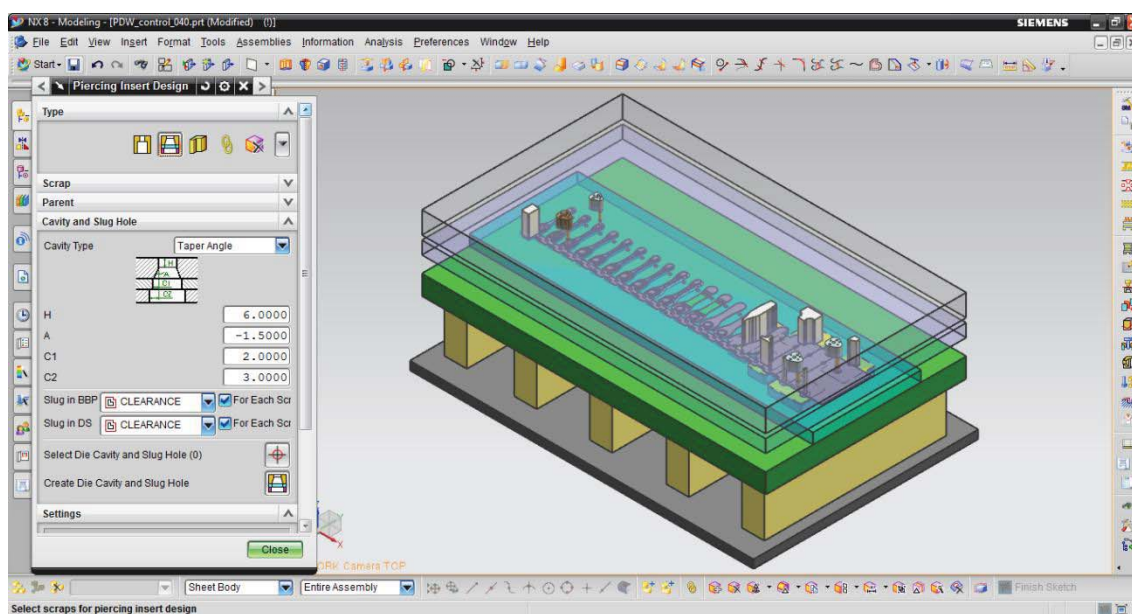 NX 8 - Modeling - [PDW_control_040.prt (Modified) (!)]
SIEMENS
File Edit View Insert Format Tools Assemblies Information Analysis Preferences Window Help
Start
Piercing Insert Design
Type
Scrap
Parent
Cavity and Slug Hole
Cavity Type Taper Angle
H
A
C1
C2
H 6.0000
A -1.5000
C1 2.0000
C2 3.0000
Slug in BBP CLEARANCE For Each Scr
Slug in DS CLEARANCE For Each Scr
Select Die Cavity and Slug Hole (0)
Create Die Cavity and Slug Hole
Settings
Close
X
ORK Camera TOP
Sheet Body Entire Assembly Finish Sketch
Select scraps for piercing insert design